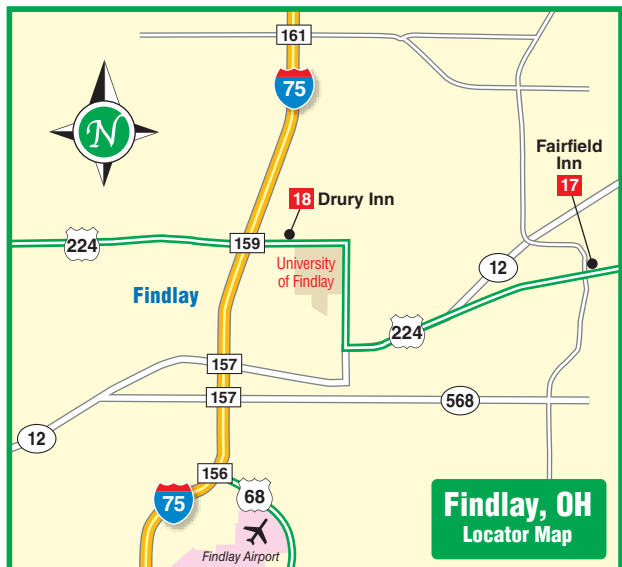 161
75
N
Fairfield
Inn
17
18 Drury Inn
224
159
University
of Findlay
12
Findlay
224
157
157
568
12
156
75
68
Findlay Airport
Findlay, OH
Locator Map